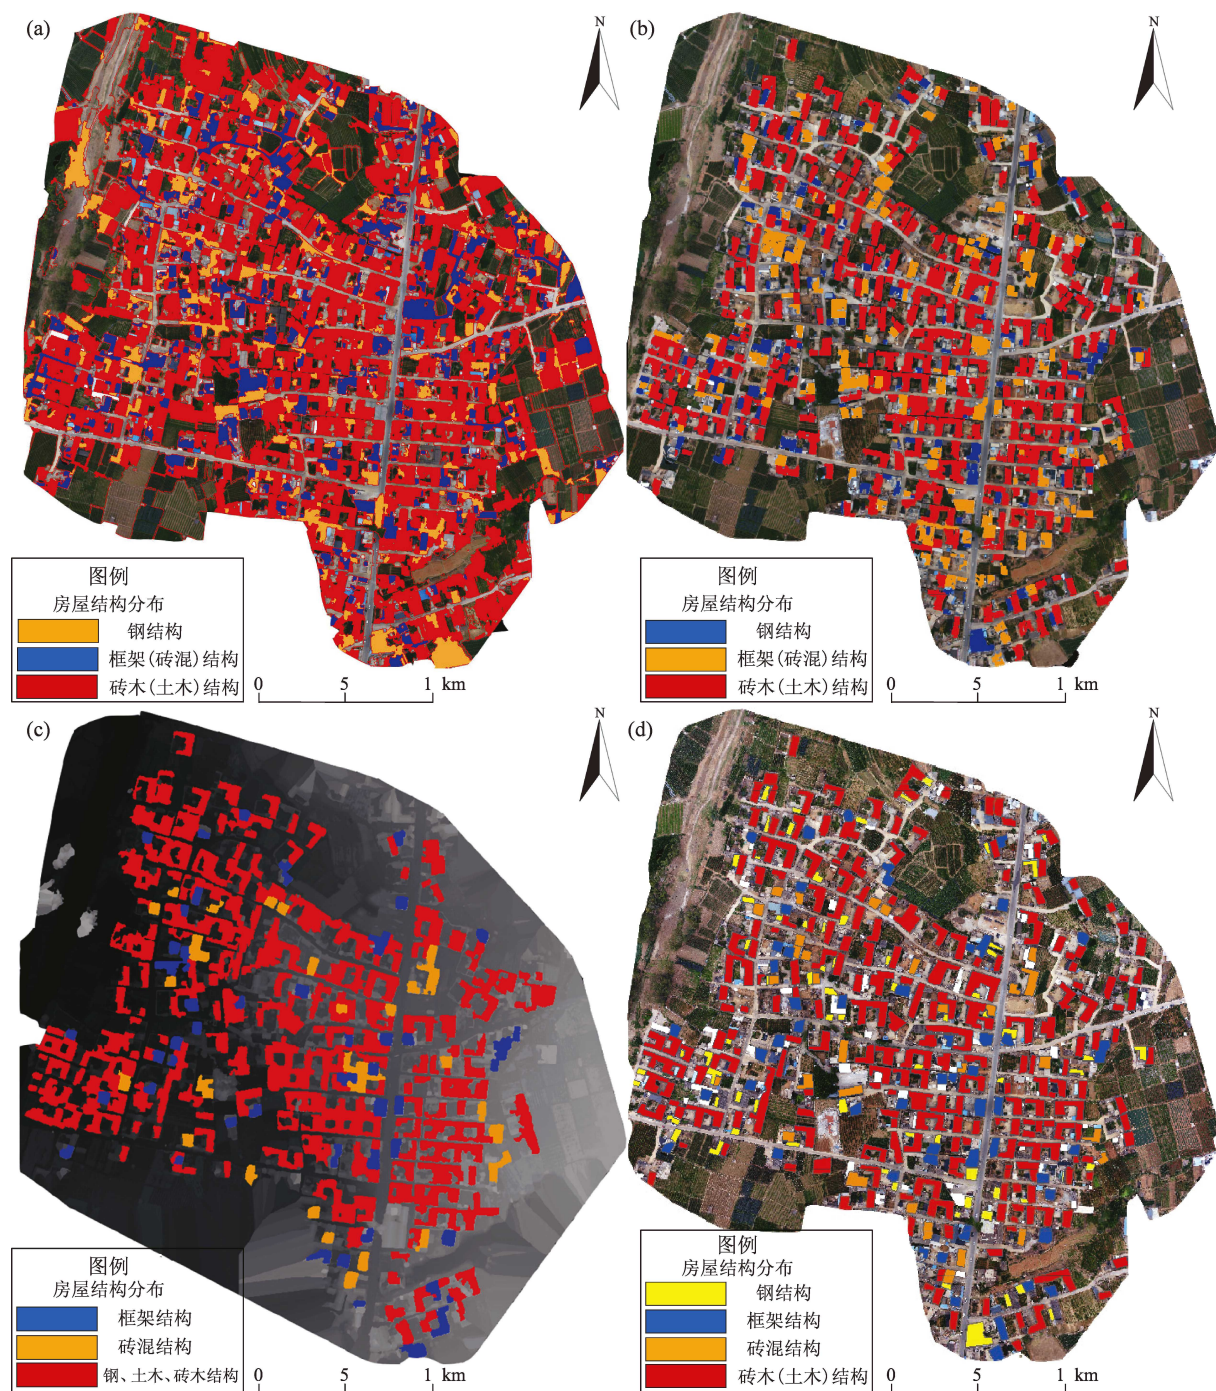 (a)
N
图例
房屋结构分布
钢结构
框架(砖混)结构
砖木(土木)结构
0 5 1 km
(b)
N
图例
房屋结构分布
钢结构
框架(砖混)结构
砖木(土木)结构
0 5 1 km
(c)
N
图例
房屋结构分布
框架结构
砖混结构
钢、土木、砖木结构
0 5 1 km
(d)
N
图例
房屋结构分布
钢结构
框架结构
砖混结构
砖木(土木)结构
0 5 1 km